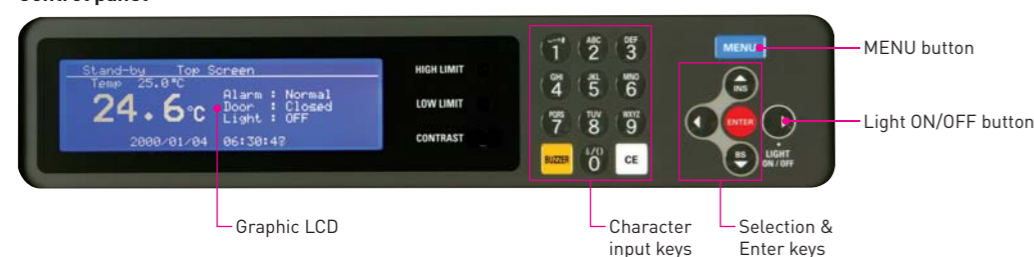 Stand-by Top Screen
Temp 25.0°C
24.6°C
Alarm : Normal
Door : Closed
Light : OFF
2000/01/04 06:30:47
HIGH LIMIT
LOW LIMIT
CONTRAST
1
ABC
2
DEF
3
GHI
4
JKL
5
MNO
6
PQRS
7
TUV
8
WXYZ
9
BUZZER
0
CE
MENU
INS
ENTER
BS
LIGHT
ON / OFF
MENU button
Light ON/OFF button
Graphic LCD
Character
input keys
Selection &
Enter keys